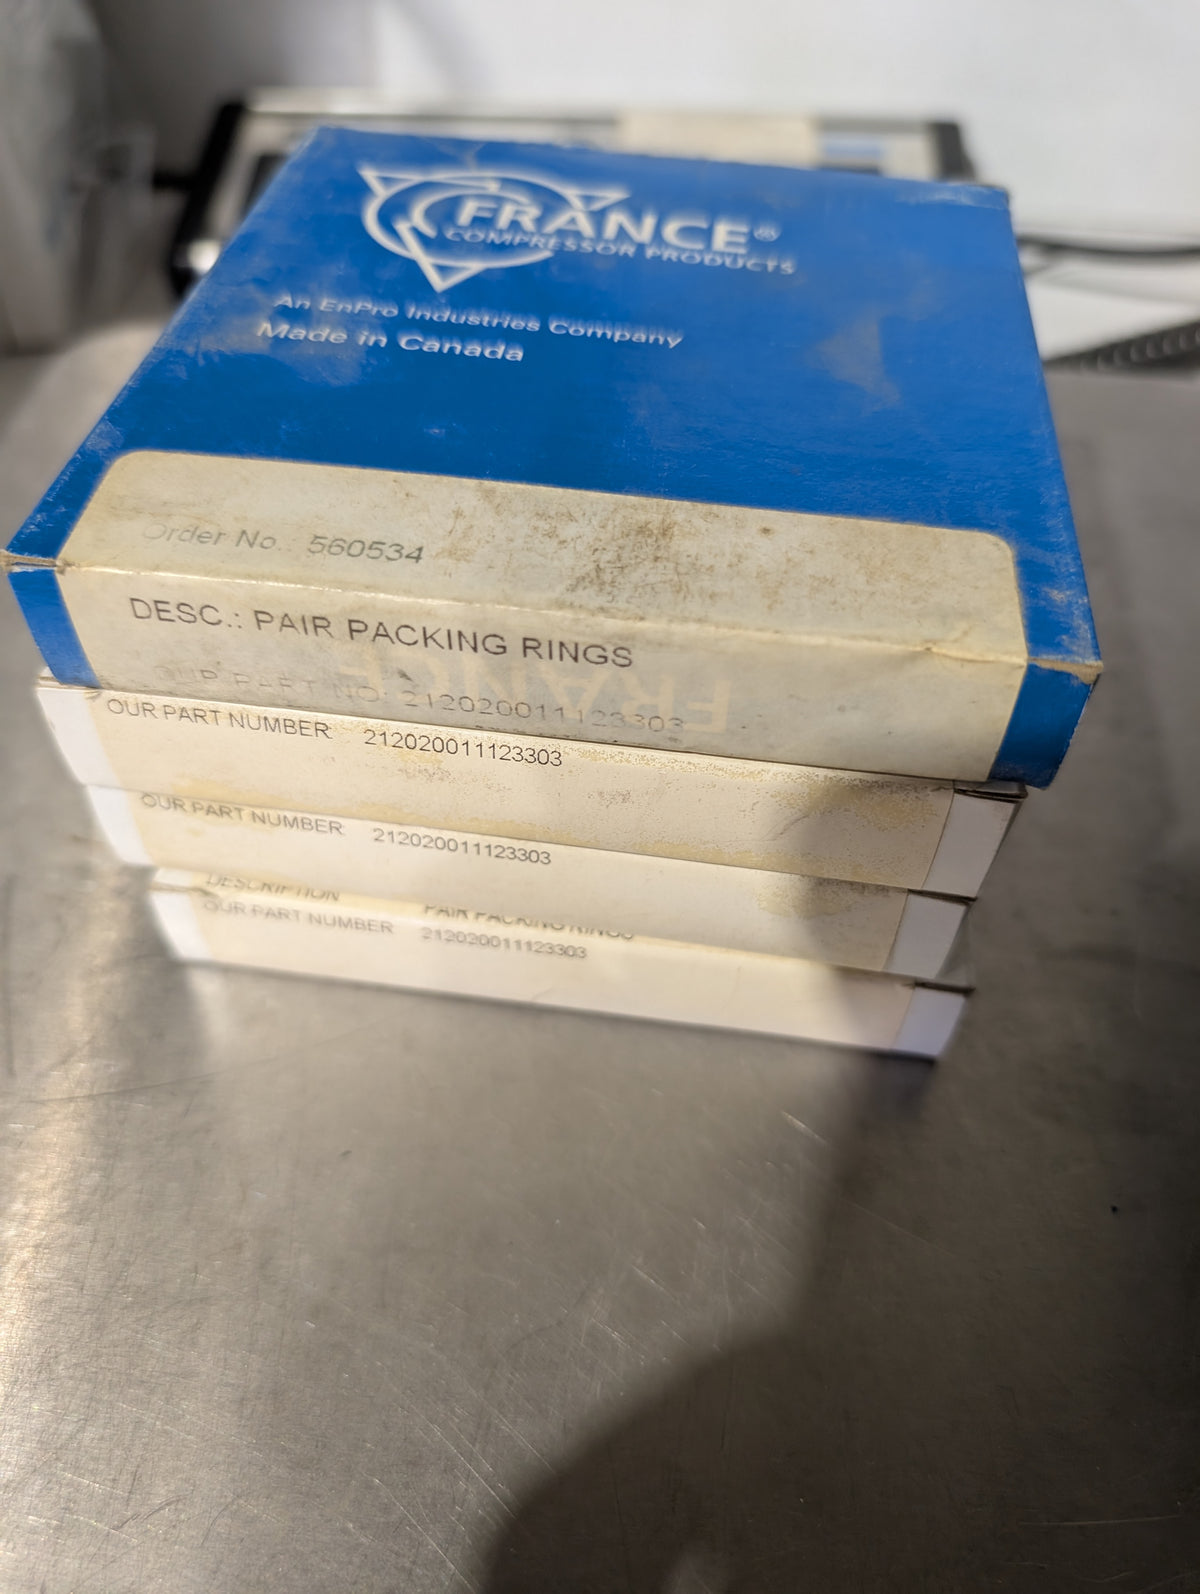 FRANCE®
COMPRESSOR PRODUCTS
An EnPro Industries Company
Made in Canada
Order No.: 560534
DESC.: PAIR PACKING RINGS
FRANCE
OUR PART NO: 212020011123303
OUR PART NUMBER 212020011123303
OUR PART NUMBER 212020011123303
DESCRIPTION PAIR PACKING RINGS
OUR PART NUMBER 212020011123303